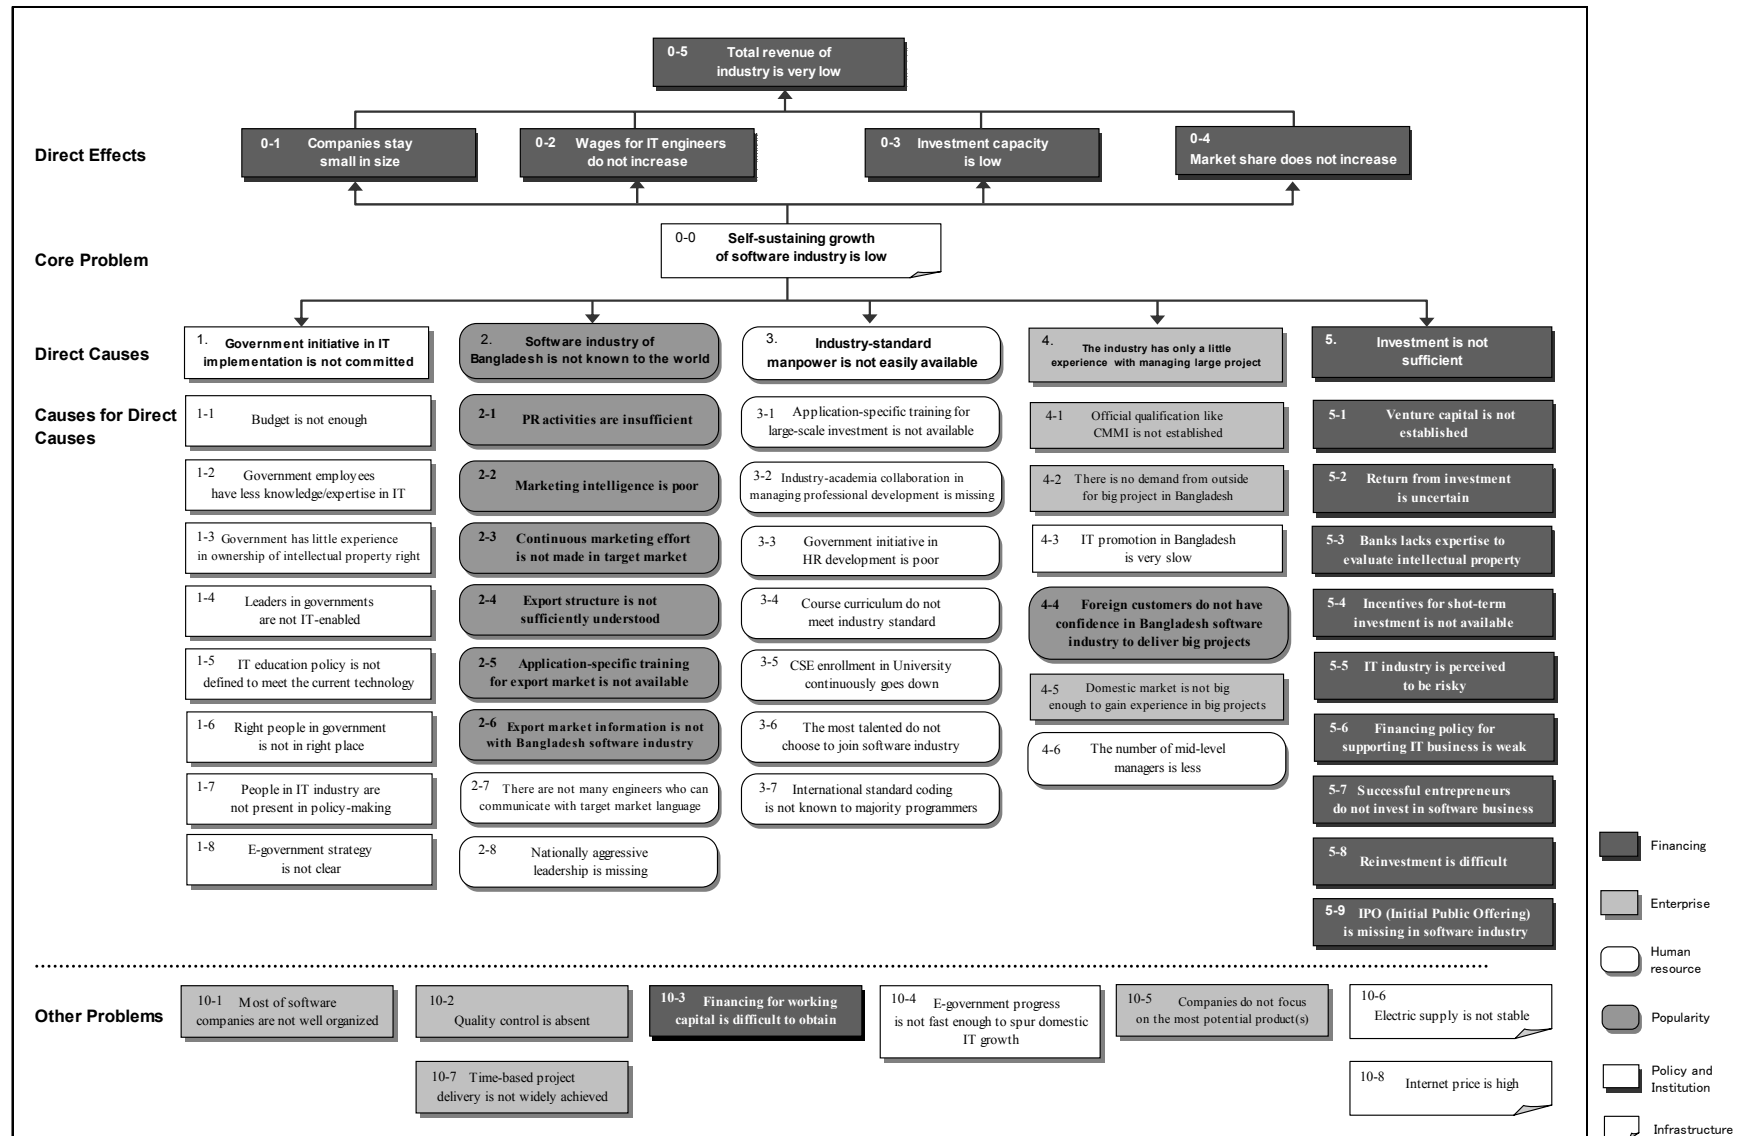 0-5 Total revenue of
industry is very low
Direct Effects
0-1 Companies stay
small in size
0-2 Wages for IT engineers
do not increase
0-3 Investment capacity
is low
0-4
Market share does not increase
Core Problem
0-0 Self-sustaining growth
of software industry is low
Direct Causes
1. Government initiative in IT
implementation is not committed
2. Software industry of
Bangladesh is not known to the world
3. Industry-standard
manpower is not easily available
4. The industry has only a little
experience with managing large project
5. Investment is not
sufficient
Causes for Direct
Causes
1-1
Budget is not enough
1-2 Government employees
have less knowledge/expertise in IT
1-3 Government has little experience
in ownership of intellectual property right
1-4 Leaders in governments
are not IT-enabled
1-5 IT education policy is not
defined to meet the current technology
1-6 Right people in government
is not in right place
1-7 People in IT industry are
not present in policy-making
1-8 E-government strategy
is not clear
2-1 PR activities are insufficient
2-2
Marketing intelligence is poor
2-3 Continuous marketing effort
is not made in target market
2-4 Export structure is not
sufficiently understood
2-5 Application-specific training
for export market is not available
2-6 Export market information is not
with Bangladesh software industry
2-7 There are not many engineers who can
communicate with target market language
2-8 Nationally aggressive
leadership is missing
3-1 Application-specific training for
large-scale investment is not available
3-2 Industry-academia collaboration in
managing professional development is missing
3-3 Government initiative in
HR development is poor
3-4 Course curriculum do not
meet industry standard
3-5 CSE enrollment in University
continuously goes down
3-6 The most talented do not
choose to join software industry
3-7 International standard coding
is not known to majority programmers
4-1 Official qualification like
CMMI is not established
4-2 There is no demand from outside
for big project in Bangladesh
4-3 IT promotion in Bangladesh
is very slow
4-4 Foreign customers do not have
confidence in Bangladesh software
industry to deliver big projects
4-5 Domestic market is not big
enough to gain experience in big projects
4-6 The number of mid-level
managers is less
5-1 Venture capital is not
established
5-2 Return from investment
is uncertain
5-3 Banks lacks expertise to
evaluate intellectual property
5-4 Incentives for shot-term
investment is not available
5-5 IT industry is perceived
to be risky
5-6 Financing policy for
supporting IT business is weak
5-7 Successful entrepreneurs
do not invest in software business
5-8
Reinvestment is difficult
5-9 IPO (Initial Public Offering)
is missing in software industry
Other Problems
10-1 Most of software
companies are not well organized
10-2
Quality control is absent
10-3 Financing for working
capital is difficult to obtain
10-4 E-government progress
is not fast enough to spur domestic
IT growth
10-5 Companies do not focus
on the most potential product(s)
10-6
Electric supply is not stable
10-7 Time-based project
delivery is not widely achieved
10-8 Internet price is high
Financing
Enterprise
Human
resource
Popularity
Policy and
Institution
Infrastructure